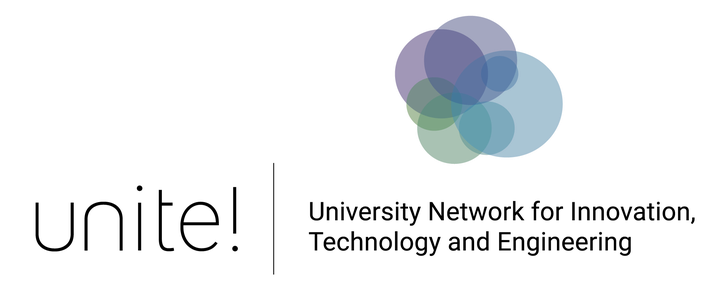 unite!
University Network for Innovation,
Technology and Engineering